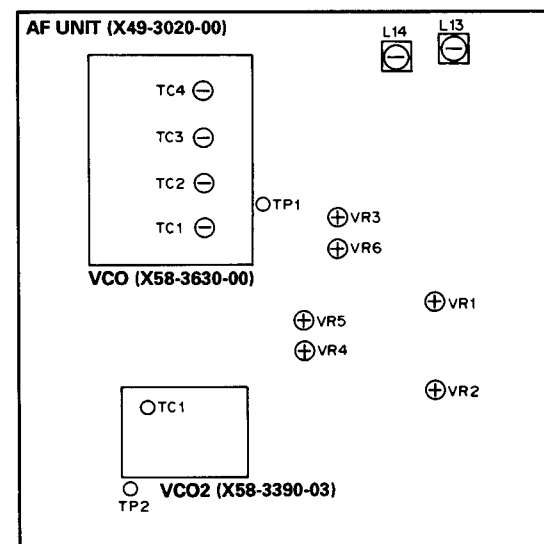 AF UNIT (X49-3020-00)
L14
L13
TC4
TC3
TC2
TC1
TP1
VR3
VR6
VCO (X58-3630-00)
VR1
VR5
VR4
VR2
TC1
VCO2 (X58-3390-03)
TP2